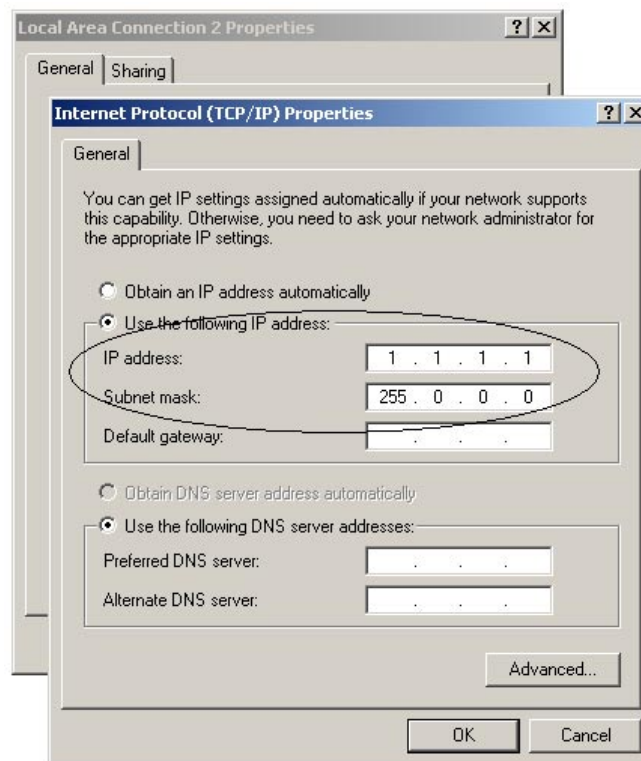 Local Area Connection 2 Properties
General Sharing
Internet Protocol (TCP/IP) Properties
General
You can get IP settings assigned automatically if your network supports
this capability. Otherwise, you need to ask your network administrator for
the appropriate IP settings.
Obtain an IP address automatically
Use the following IP address:
IP address: 1 . 1 . 1 . 1
Subnet mask: 255 . 0 . 0 . 0
Default gateway: . . .
Obtain DNS server address automatically
Use the following DNS server addresses:
Preferred DNS server: . . .
Alternate DNS server: . . .
Advanced...
OK Cancel